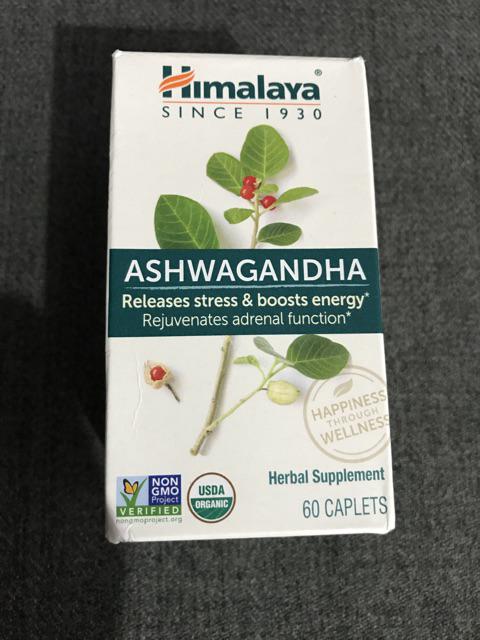 Himalaya®
SINCE 1930
ASHWAGANDHA
Releases stress & boosts energy*
Rejuvenates adrenal function*
HAPPINESS
THROUGH
WELLNESS
NON
GMO
Project
VERIFIED
nongmoproject.org
USDA
ORGANIC
Herbal Supplement
60 CAPLETS